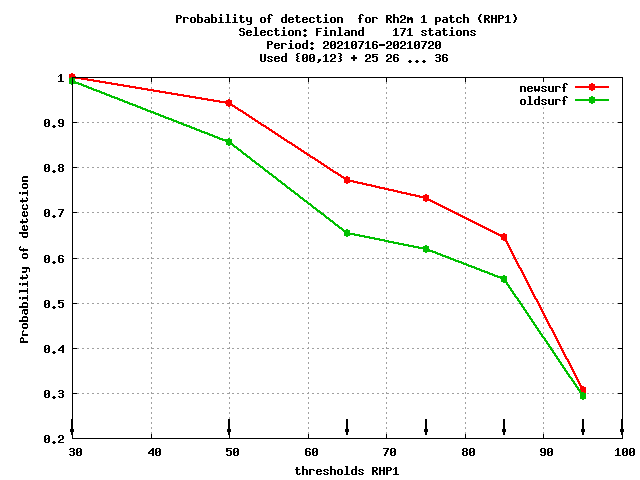 Probability of detection  for Rh2m 1 patch (RHP1)
Selection: Finland    171 stations
Period: 20210716-20210720
Used {00,12} + 25 26 ... 36
newsurf
oldsurf
1
0.9
0.8
0.7
0.6
0.5
0.4
0.3
0.2
Probability of detection
30 40 50 60 70 80 90 100
thresholds RHP1